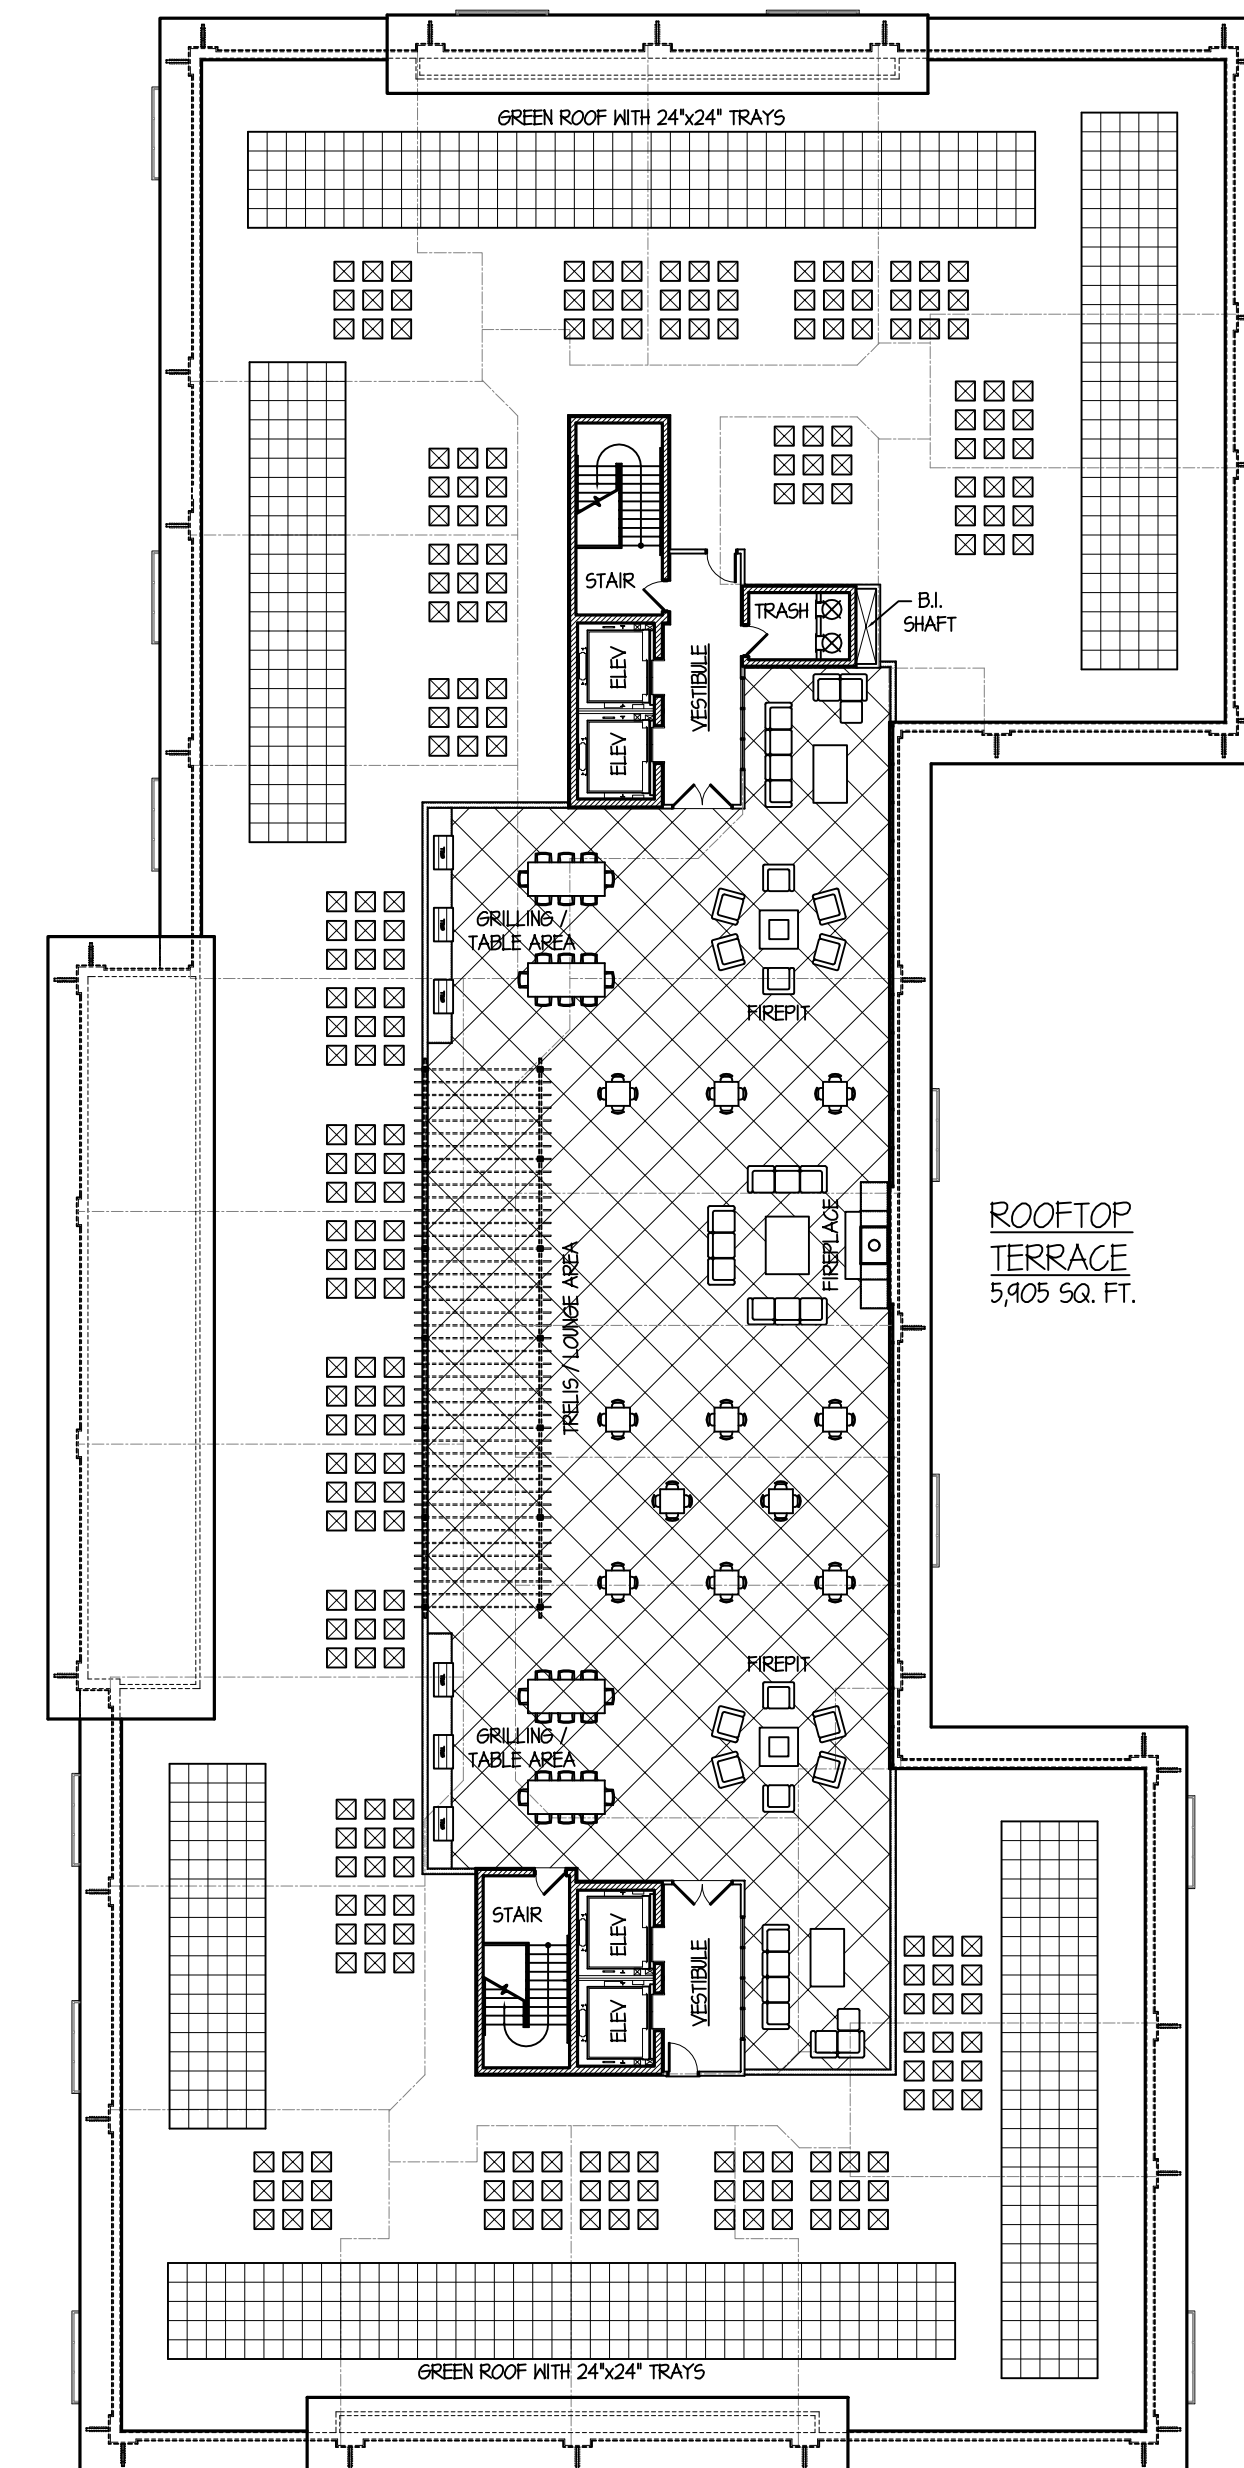 GREEN ROOF WITH 24"x24" TRAYS
STAIR
TRASH
B.I.
SHAFT
ELEV
VESTIBULE
ELEV
GRILLING /
TABLE AREA
FIREPIT
ROOFTOP
TERRACE
5,905 SQ. FT.
FIREPLACE
TRELIS / LOUNGE AREA
FIREPIT
GRILLING /
TABLE AREA
STAIR
ELEV
VESTIBULE
ELEV
GREEN ROOF WITH 24"x24" TRAYS